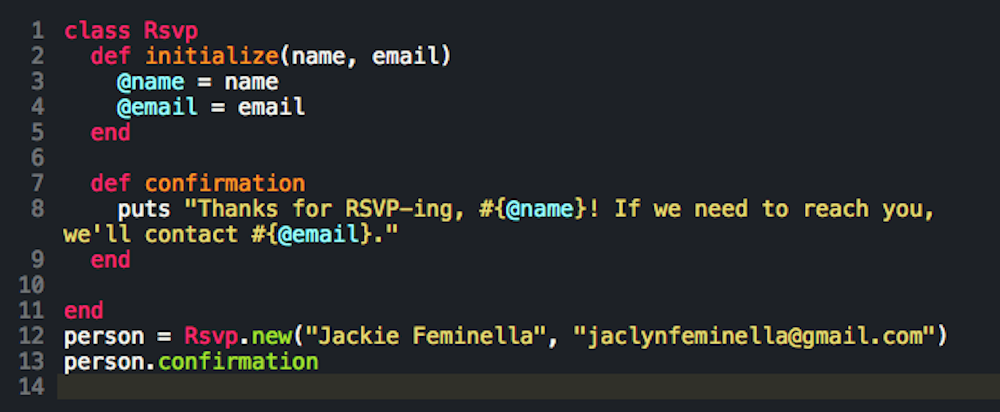 1 class Rsvp
2   def initialize(name, email)
3     @name = name
4     @email = email
5   end
6
7   def confirmation
8     puts "Thanks for RSVP-ing, #{@name}! If we need to reach you,
we'll contact #{@email}."
9   end
10
11 end
12 person = Rsvp.new("Jackie Feminella", "jaclynfeminella@gmail.com")
13 person.confirmation
14